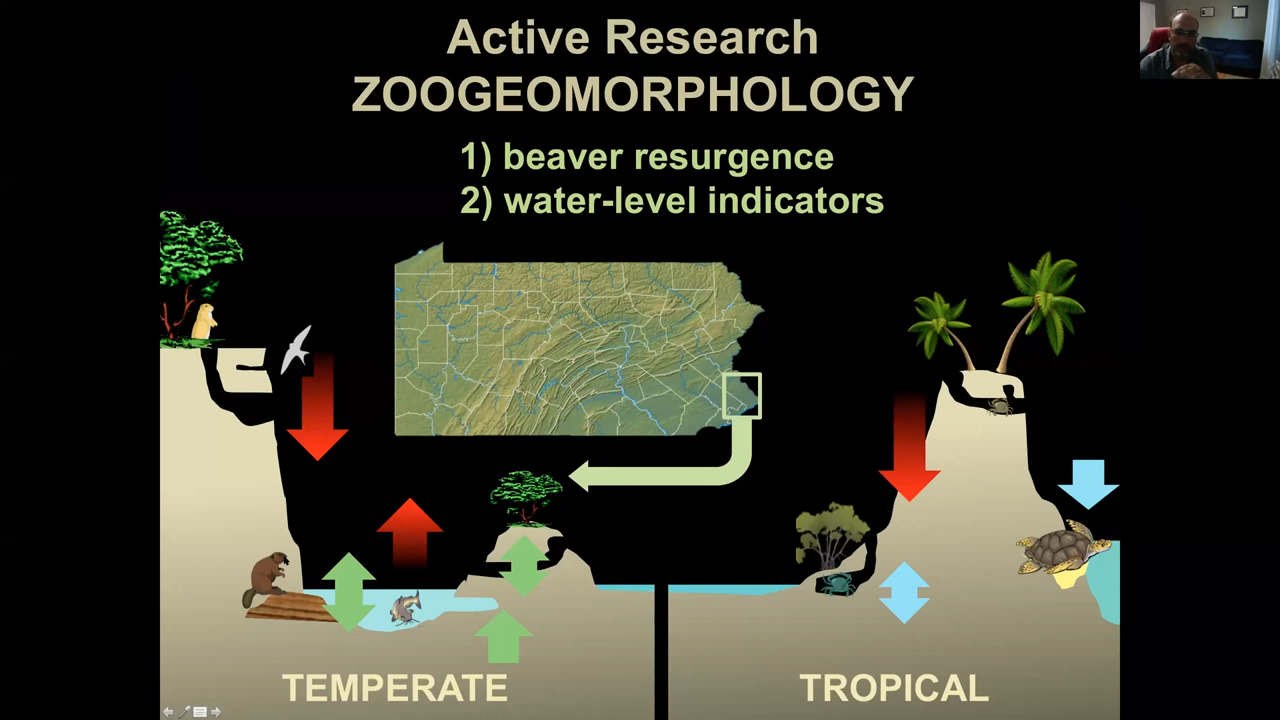 Active Research
ZOOGEOMORPHOLOGY
1) beaver resurgence
2) water-level indicators
TEMPERATE
TROPICAL